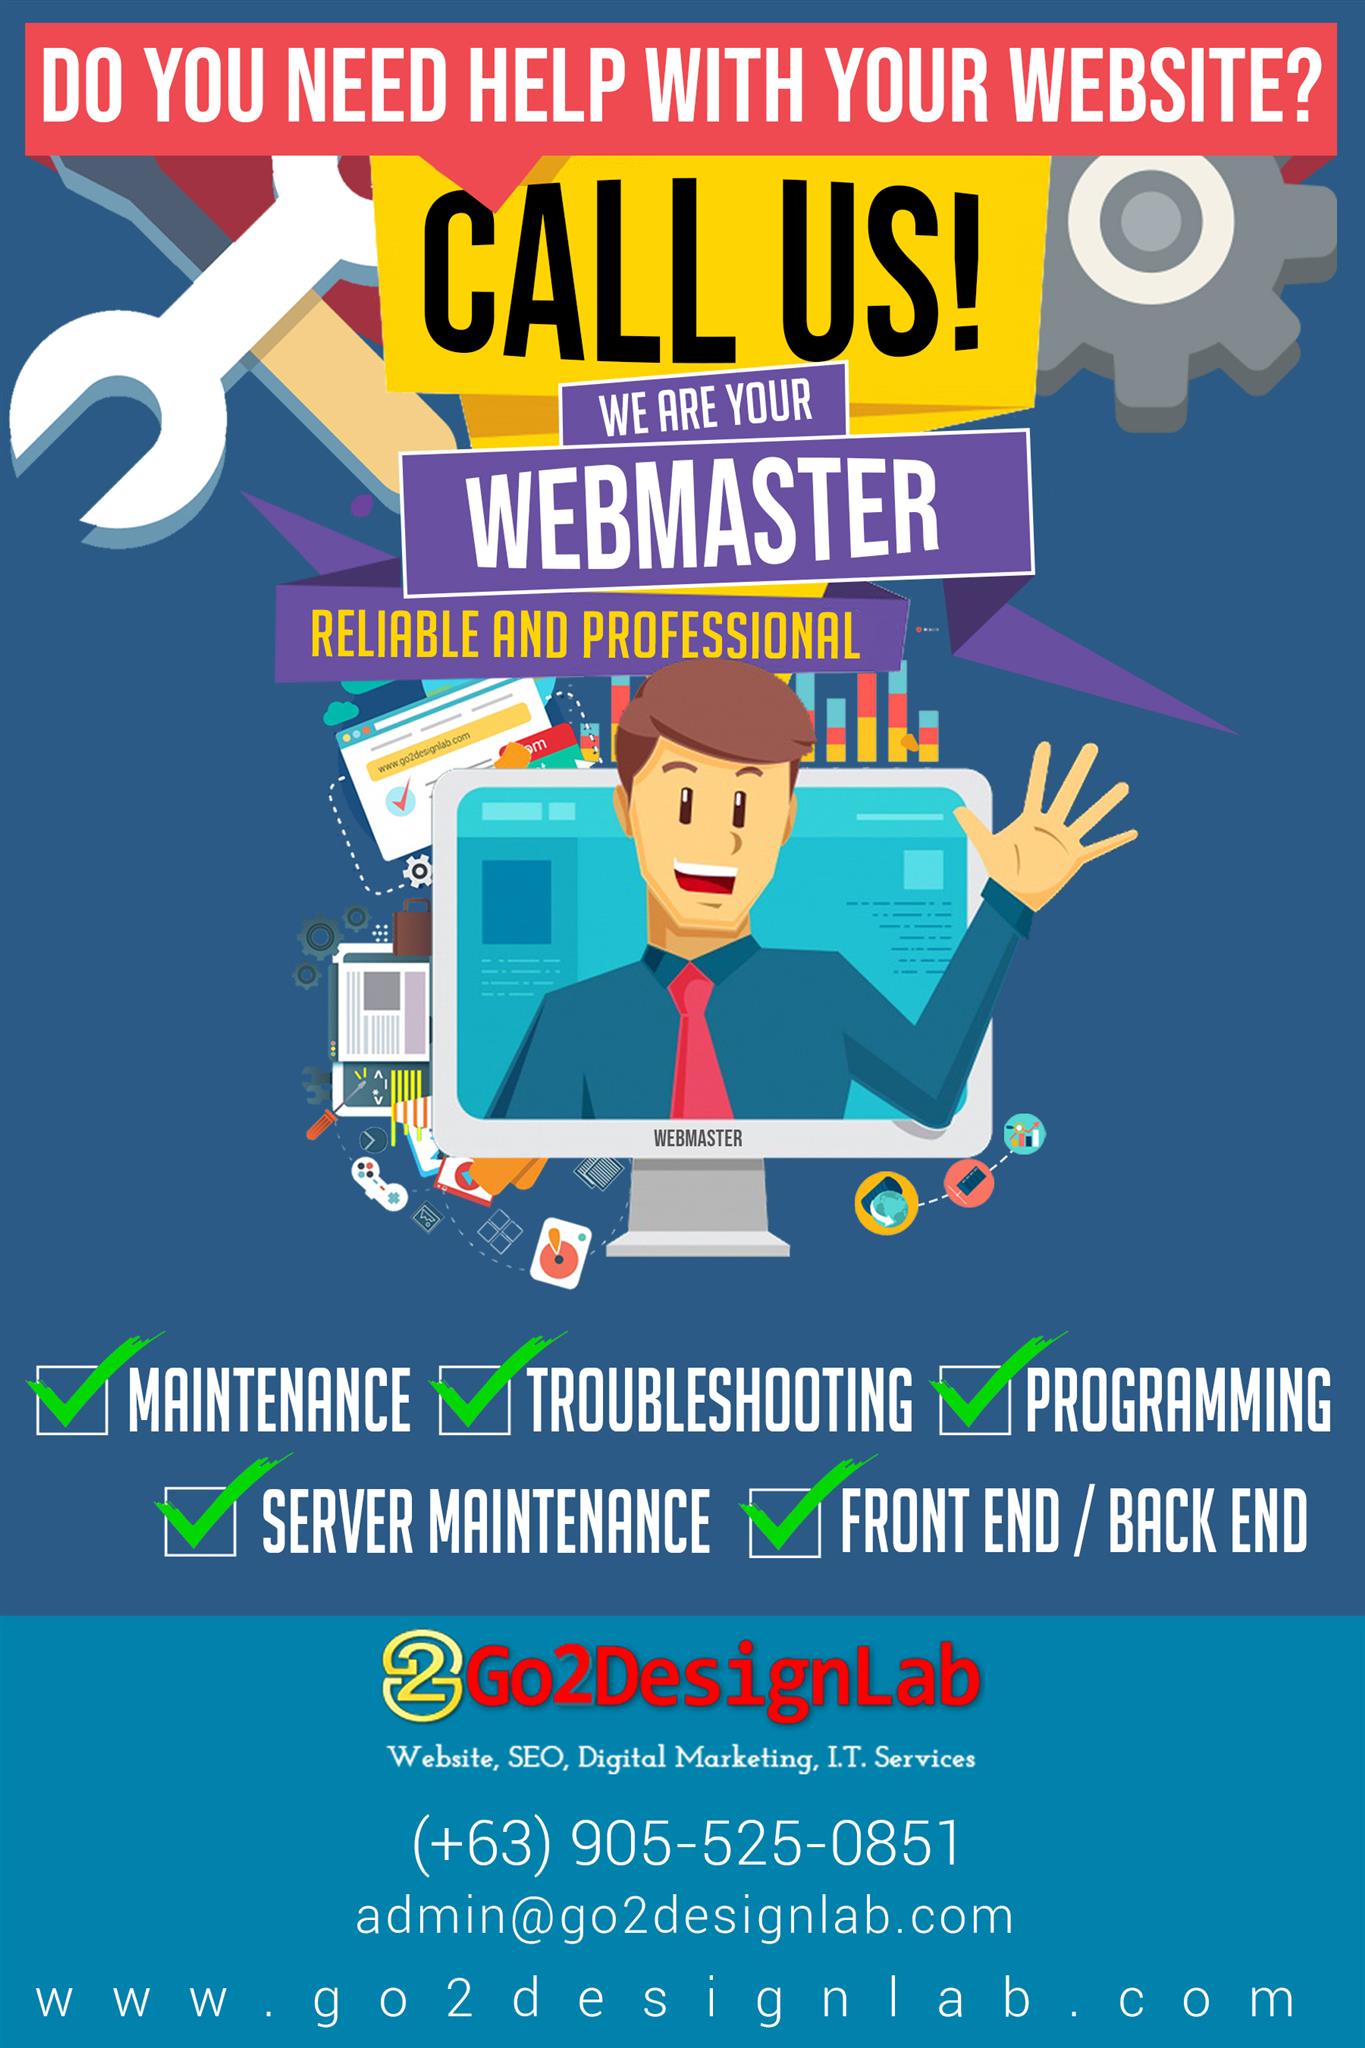 DO YOU NEED HELP WITH YOUR WEBSITE?
CALL US!
WE ARE YOUR
WEBMASTER
RELIABLE AND PROFESSIONAL
www.go2designlab.com
WEBMASTER
MAINTENANCE TROUBLESHOOTING PROGRAMMING
SERVER MAINTENANCE FRONT END / BACK END
Go2DesignLab
Website, SEO, Digital Marketing, I.T. Services
(+63) 905-525-0851
admin@go2designlab.com
www.go2designlab.com